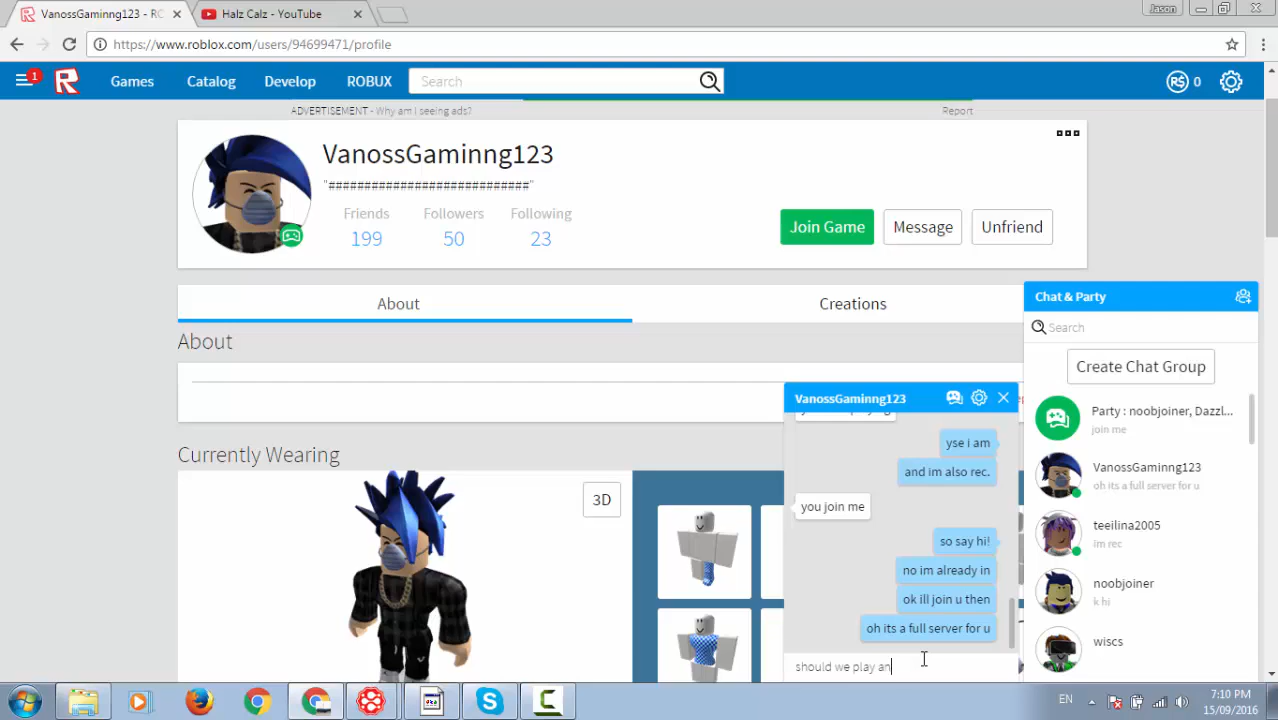 VanossGaminng123 - RC
Halz Calz - YouTube
Jason
https://www.roblox.com/users/94699471/profile
1
Games
Catalog
Develop
ROBUX
Search
R$ 0
ADVERTISEMENT - Why am I seeing ads?
Report
VanossGaminng123
"############################"
Friends
Followers
Following
199
50
23
Join Game
Message
Unfriend
About
Creations
About
Currently Wearing
3D
Chat & Party
Search
Create Chat Group
Party : noobjoiner, Dazzl...
join me
VanossGaminng123
oh its a full server for u
teeilina2005
Im rec
noobjoiner
k hi
wiscs
VanossGaminng123
yse i am
and im also rec.
you join me
so say hi!
no im already in
ok ill join u then
oh its a full server for u
should we play an
EN
7:10 PM
15/09/2016